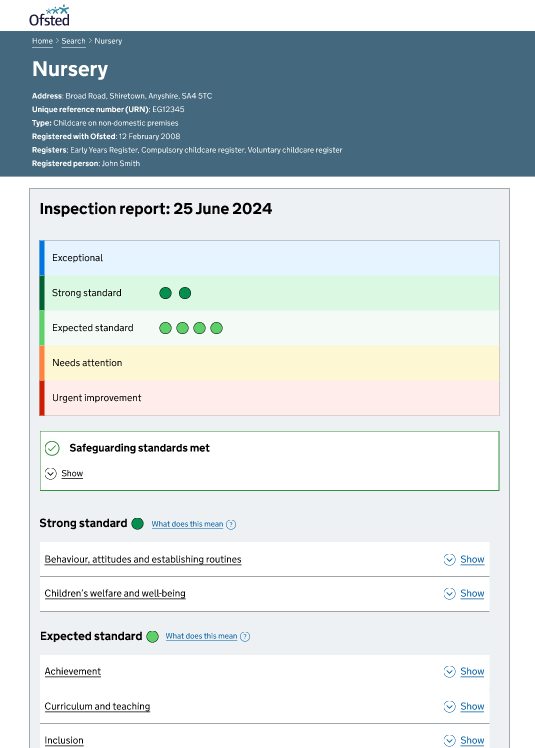 Ofsted
Home > Search > Nursery
Nursery
Address: Broad Road, Shiretown, Anyshire, SA4 5TC
Unique reference number (URN): EG12345
Type: Childcare on non-domestic premises
Registered with Ofsted: 12 February 2008
Registers: Early Years Register, Compulsory childcare register, Voluntary childcare register
Registered person: John Smith
Inspection report: 25 June 2024
Exceptional
Strong standard
Expected standard
Needs attention
Urgent improvement
Safeguarding standards met
Show
Strong standard What does this mean ?
Behaviour, attitudes and establishing routines Show
Children's welfare and well-being Show
Expected standard What does this mean ?
Achievement Show
Curriculum and teaching Show
Inclusion Show